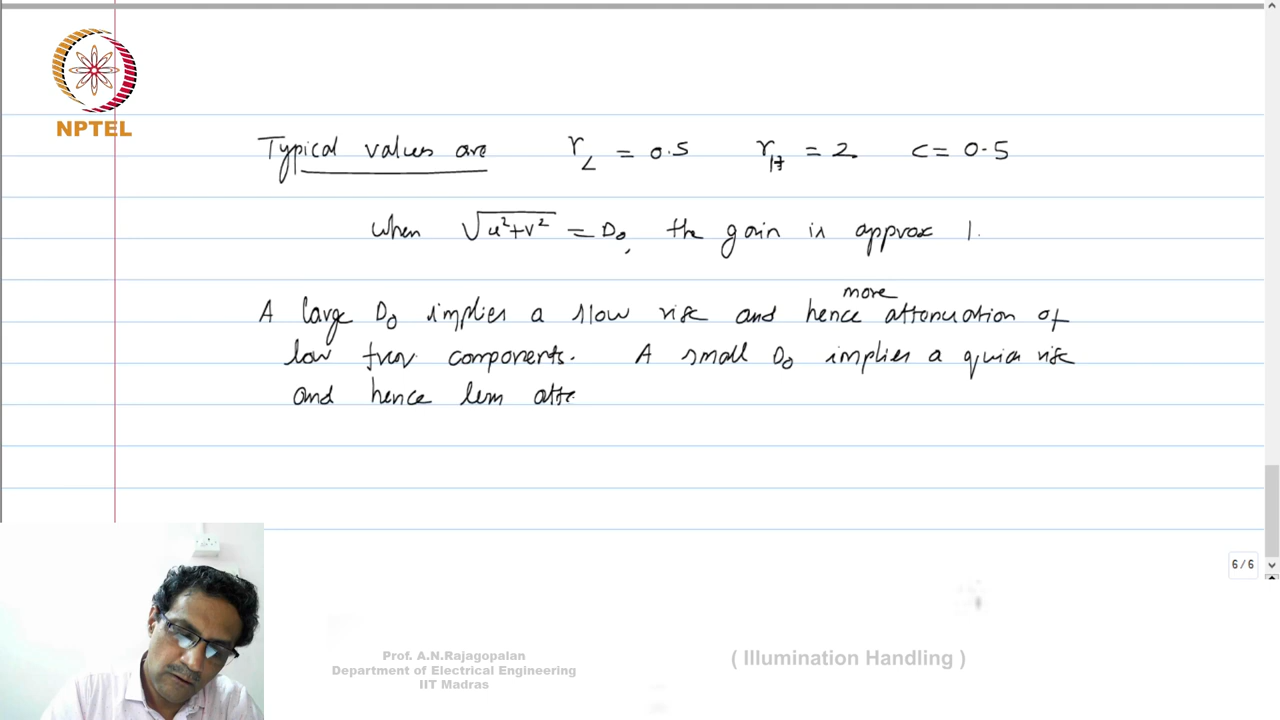 NPTEL
Typical values are γL = 0.5 γH = 2 c = 0.5
When √u²+v² = D₀, the gain is approx 1.
more
A large D₀ implies a slow rise and hence attenuation of
low freq. components. A small D₀ implies a quick rise
and hence less atte
6 / 6
Prof. A.N.Rajagopalan
Department of Electrical Engineering
IIT Madras
( Illumination Handling )